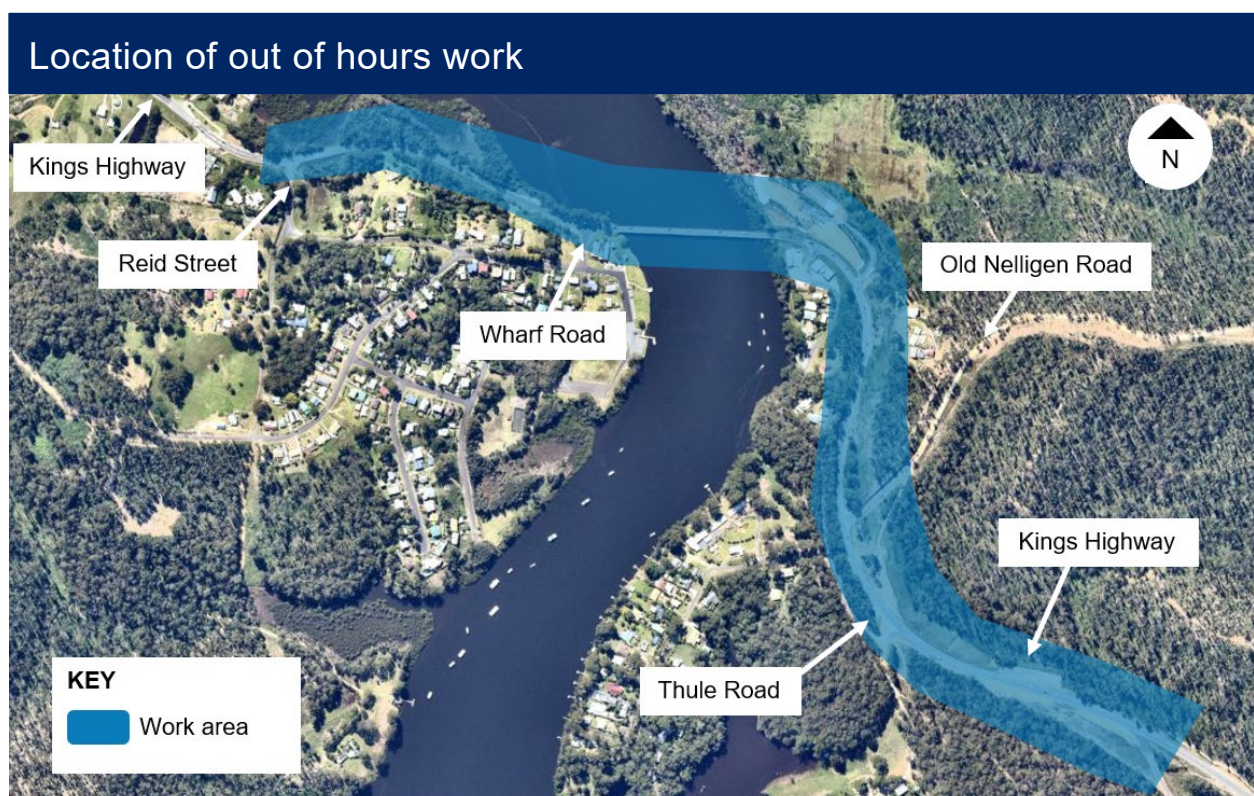 Location of out of hours work
N
Kings Highway
Reid Street
Old Nelligen Road
Wharf Road
Kings Highway
Thule Road
KEY
Work area